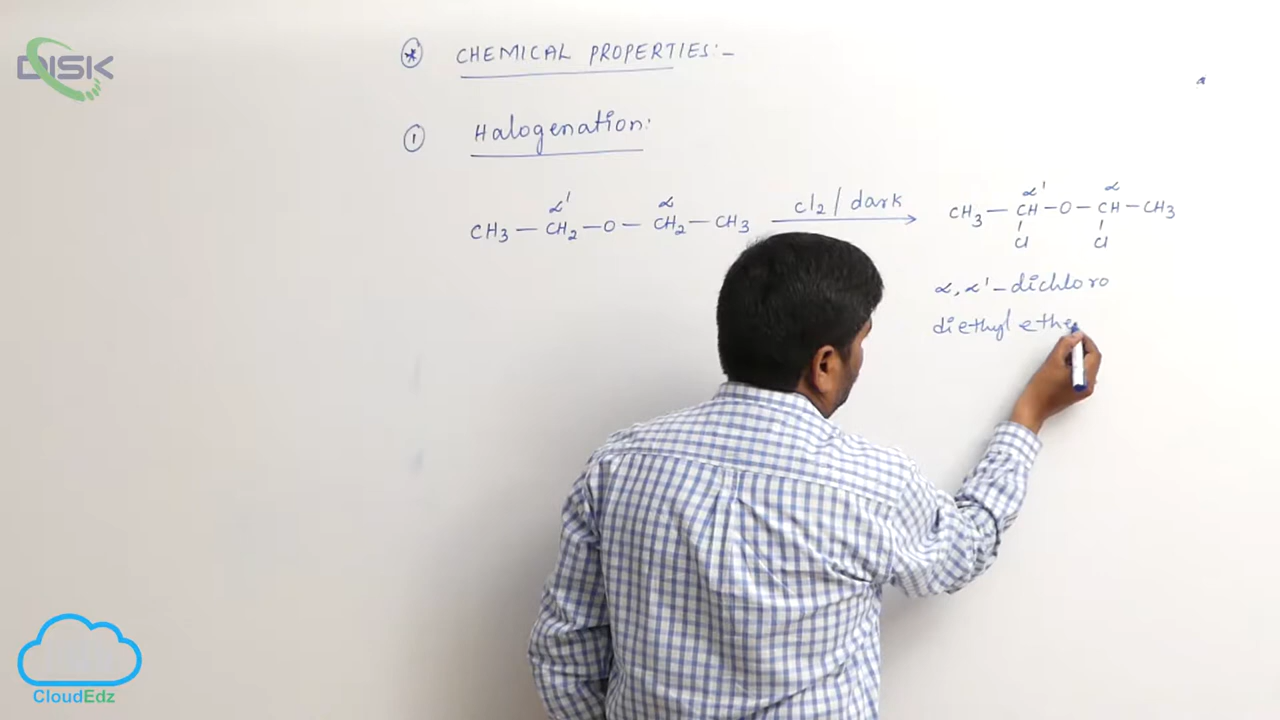 DISK
* CHEMICAL PROPERTIES:-
1 Halogenation:
α' α
CH3 — CH2 — O — CH2 — CH3
Cl2 / dark
α' α
CH3 — CH — O — CH — CH3
Cl Cl
α, α' - dichloro
diethyl ethe
CloudEdz